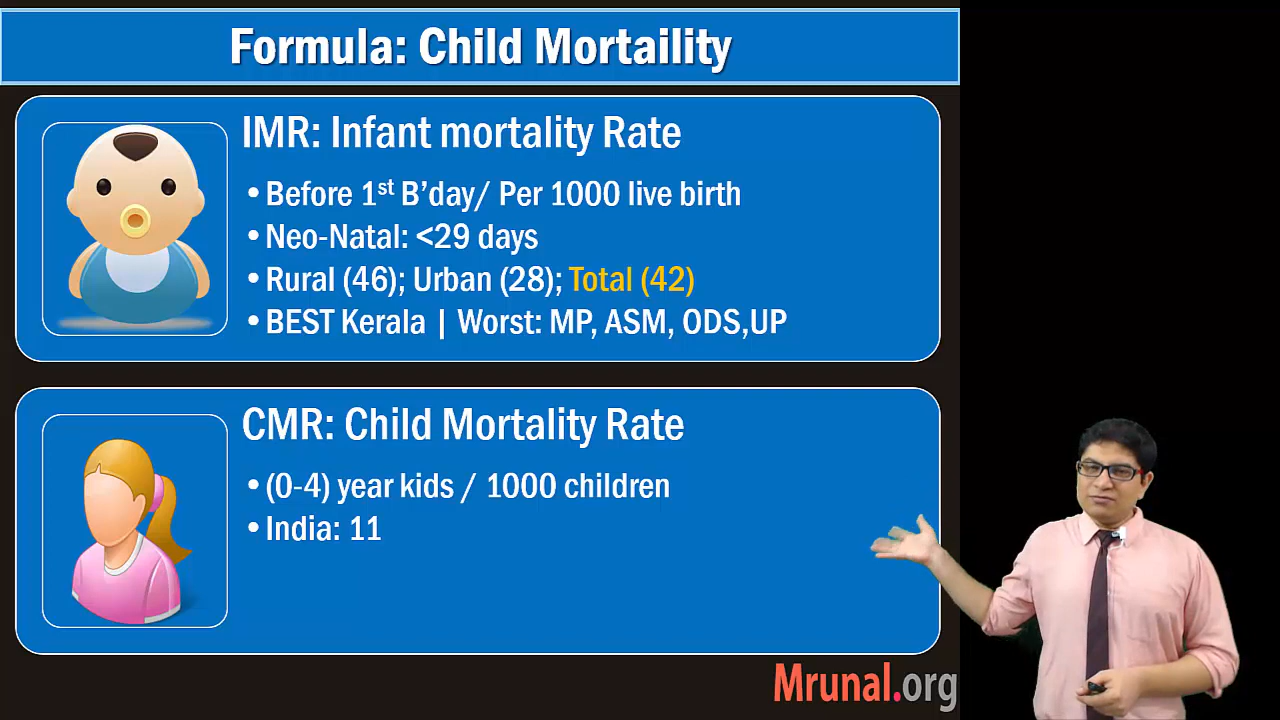 Formula: Child Mortaility
IMR: Infant mortality Rate
• Before 1st B’day/ Per 1000 live birth
• Neo-Natal: <29 days
• Rural (46); Urban (28); Total (42)
• BEST Kerala | Worst: MP, ASM, ODS,UP
CMR: Child Mortality Rate
• (0-4) year kids / 1000 children
• India: 11
Mrunal.org